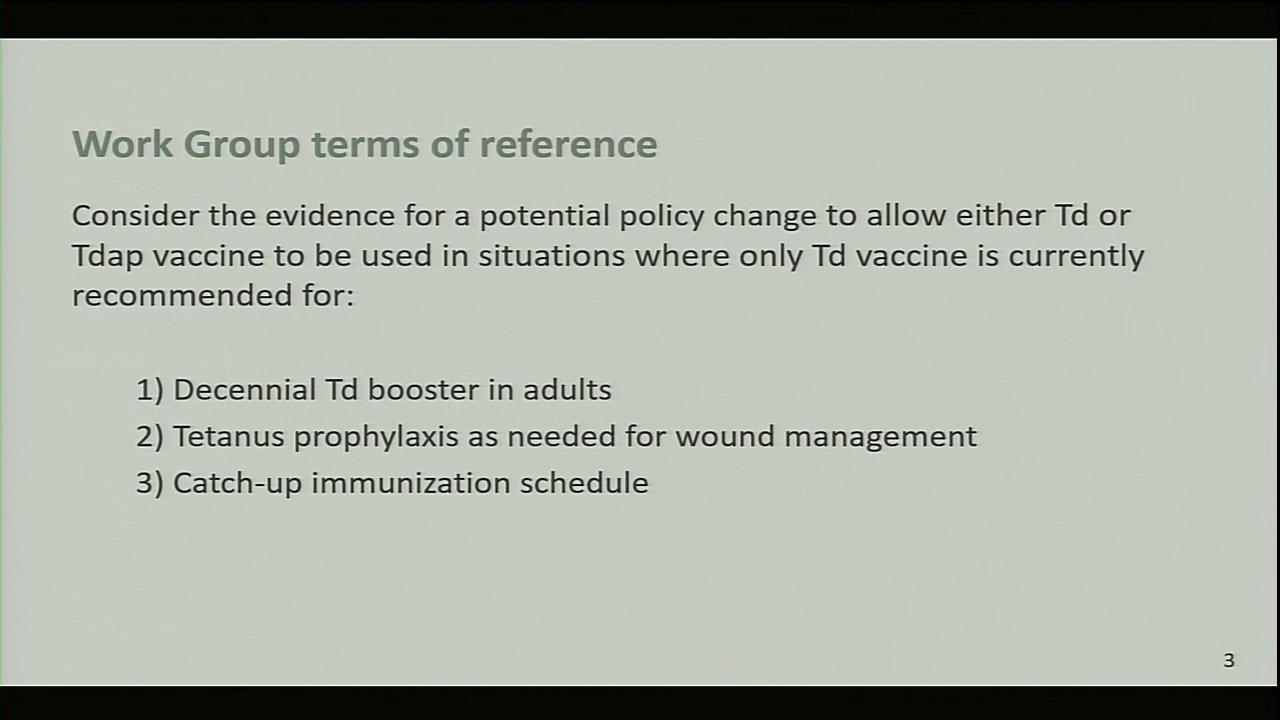 Work Group terms of reference
Consider the evidence for a potential policy change to allow either Td or
Tdap vaccine to be used in situations where only Td vaccine is currently
recommended for:
1) Decennial Td booster in adults
2) Tetanus prophylaxis as needed for wound management
3) Catch-up immunization schedule
3